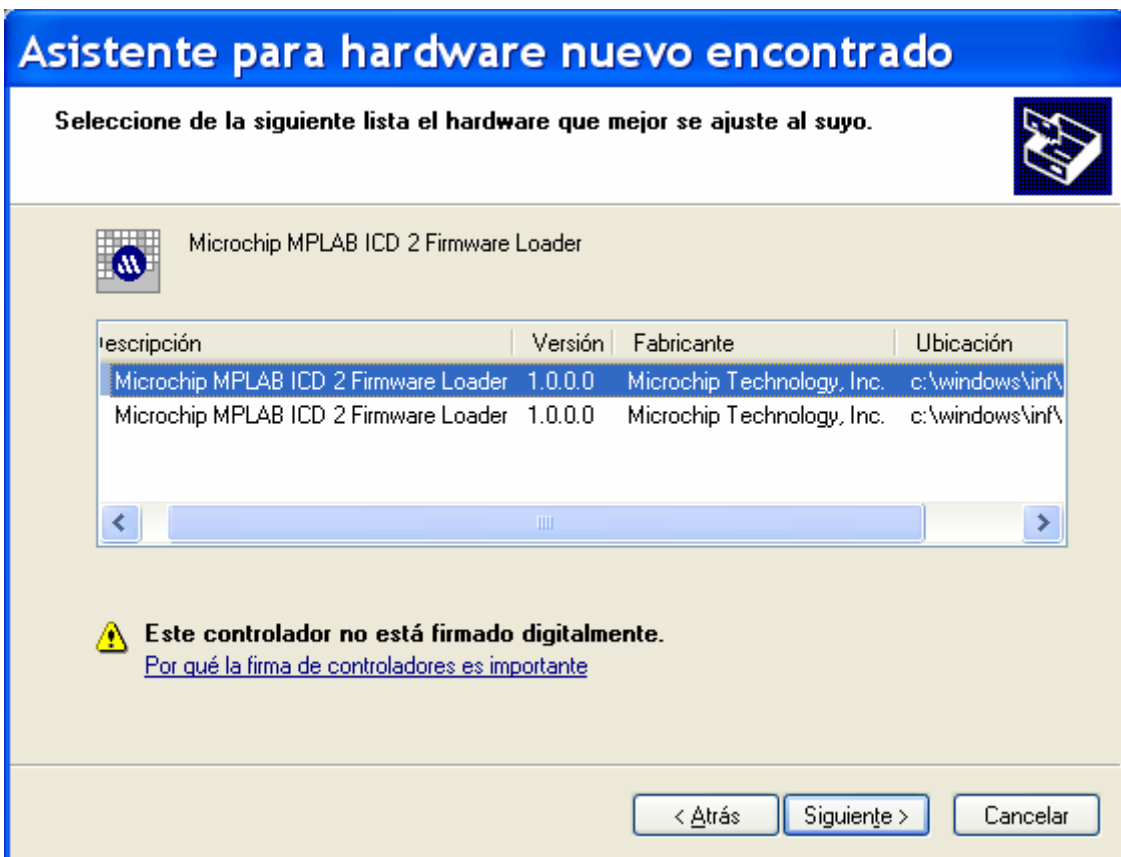 Asistente para hardware nuevo encontrado
Seleccione de la siguiente lista el hardware que mejor se ajuste al suyo.
Microchip MPLAB ICD 2 Firmware Loader
escripción Versión Fabricante Ubicación
Microchip MPLAB ICD 2 Firmware Loader 1.0.0.0 Microchip Technology, Inc. c:\windows\inf\
Microchip MPLAB ICD 2 Firmware Loader 1.0.0.0 Microchip Technology, Inc. c:\windows\inf\
Este controlador no está firmado digitalmente.
Por qué la firma de controladores es importante
< Atrás Siguiente > Cancelar